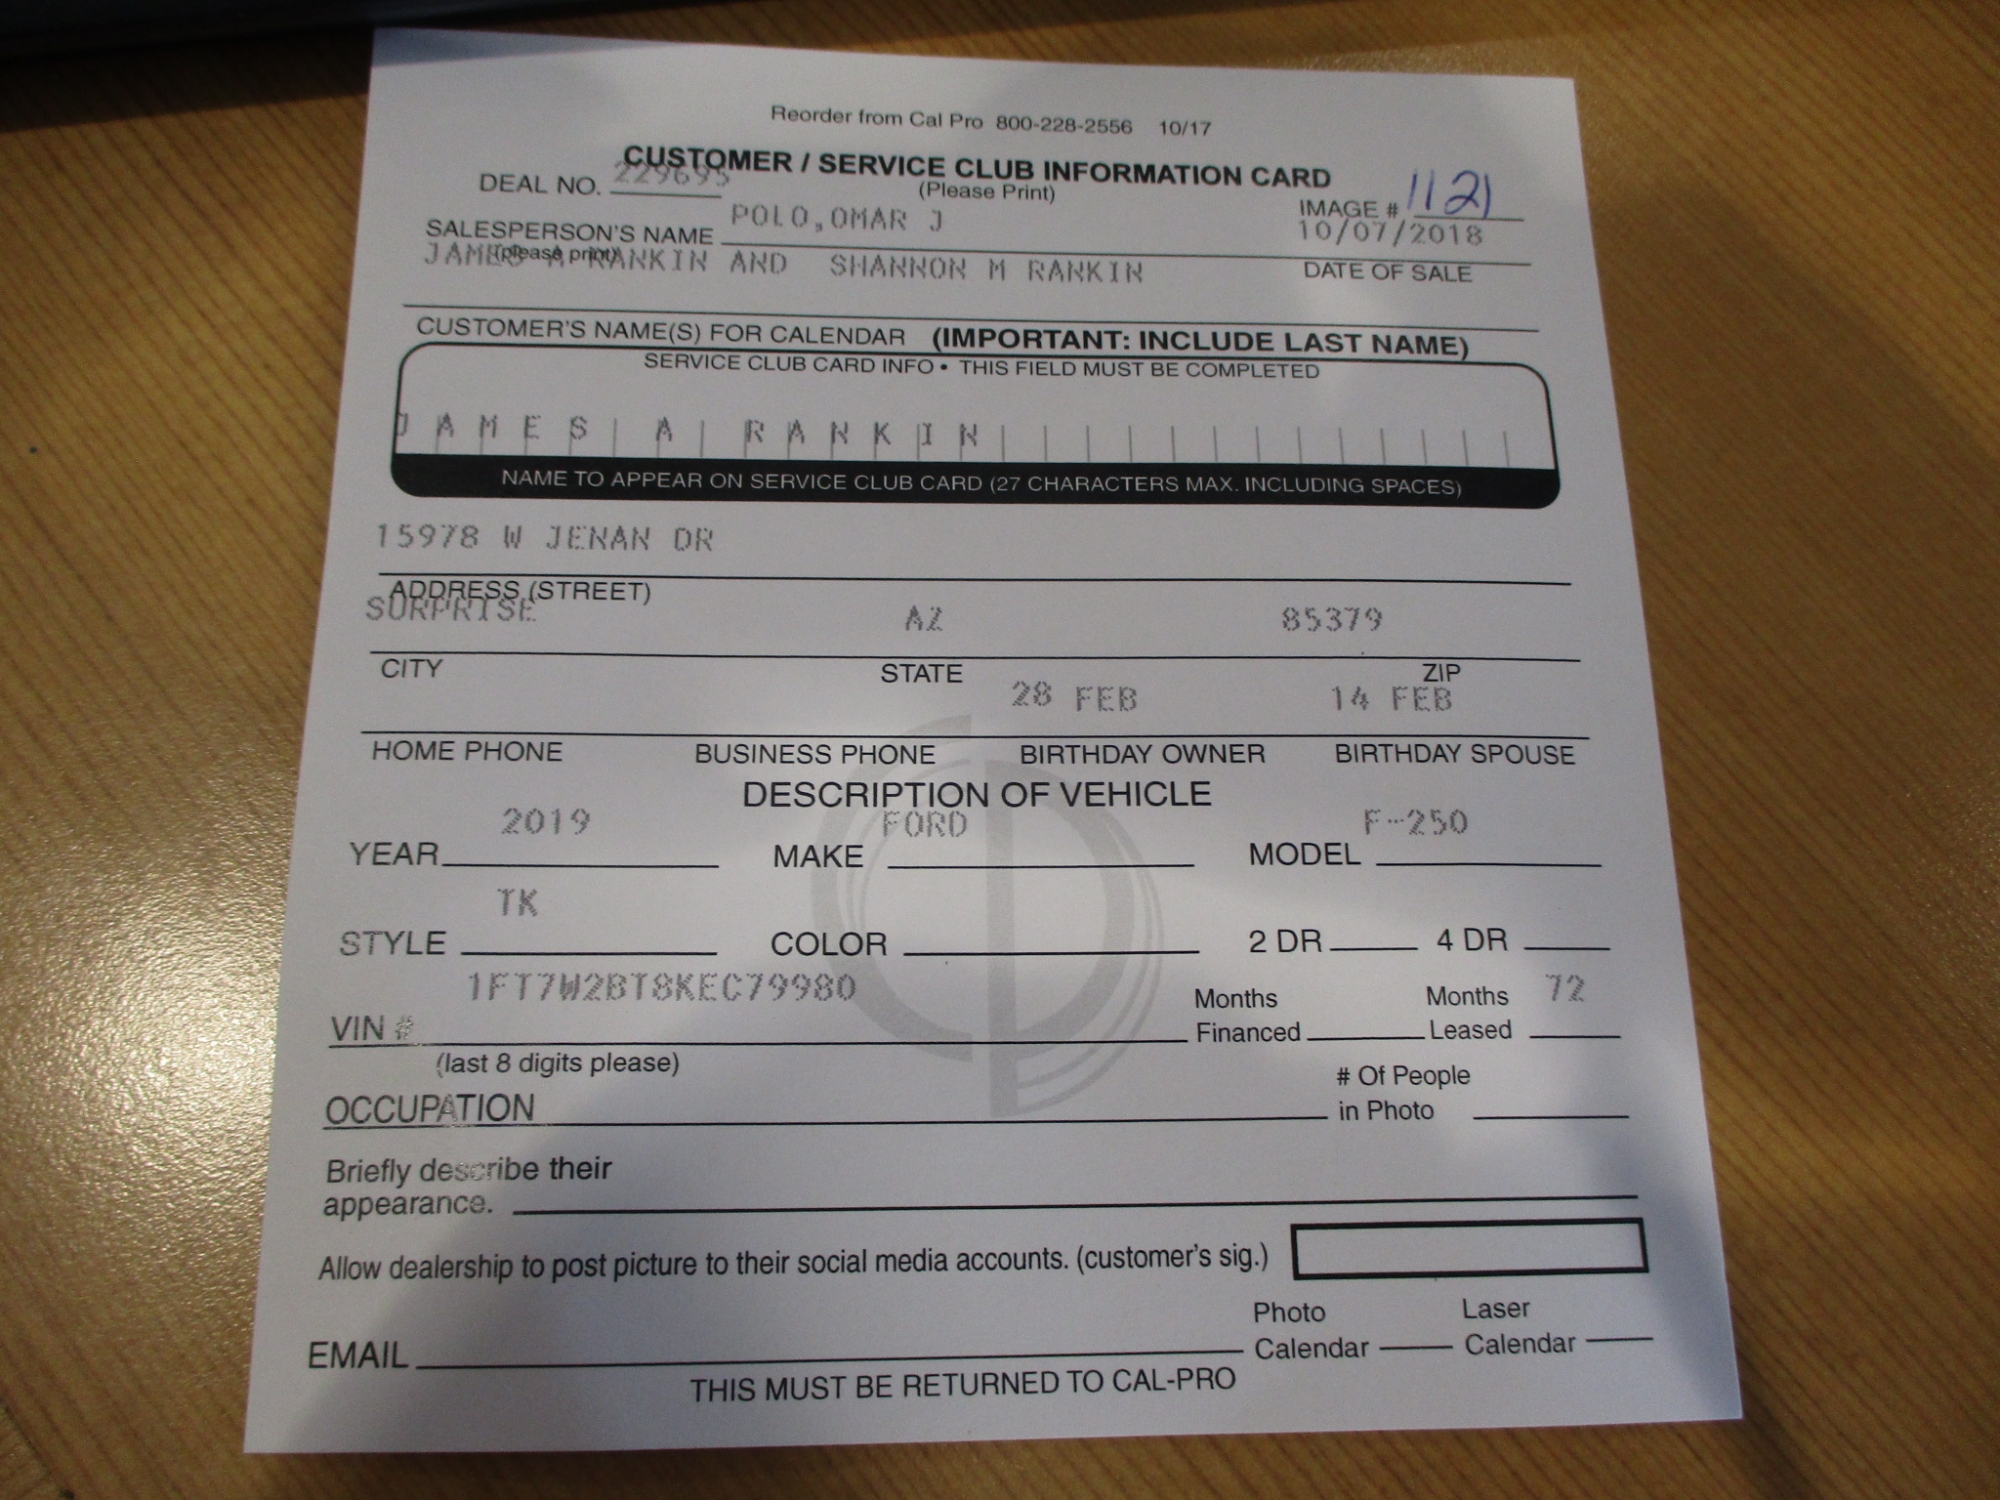 Reorder from Cal Pro 800-228-2556 10/17
CUSTOMER / SERVICE CLUB INFORMATION CARD
(Please Print)
DEAL NO. 229695
IMAGE # 1121
SALESPERSON'S NAME POLO,OMAR J
10/07/2018
(please print)
DATE OF SALE
JAMES A RANKIN AND SHANNON M RANKIN
CUSTOMER'S NAME(S) FOR CALENDAR (IMPORTANT: INCLUDE LAST NAME)
SERVICE CLUB CARD INFO • THIS FIELD MUST BE COMPLETED
JAMES A RANKIN
NAME TO APPEAR ON SERVICE CLUB CARD (27 CHARACTERS MAX. INCLUDING SPACES)
15978 W JENAN DR
ADDRESS (STREET)
SURPRISE AZ 85379
CITY STATE ZIP
28 FEB 14 FEB
HOME PHONE BUSINESS PHONE BIRTHDAY OWNER BIRTHDAY SPOUSE
DESCRIPTION OF VEHICLE
2019 FORD F-250
YEAR MAKE MODEL
TK
STYLE COLOR 2 DR 4 DR
1FT7W2BT8KEC79980
Months Financed
Months Leased 72
VIN #
(last 8 digits please)
# Of People in Photo
OCCUPATION
Briefly describe their
appearance.
Allow dealership to post picture to their social media accounts. (customer's sig.)
Photo Calendar
Laser Calendar
EMAIL
THIS MUST BE RETURNED TO CAL-PRO